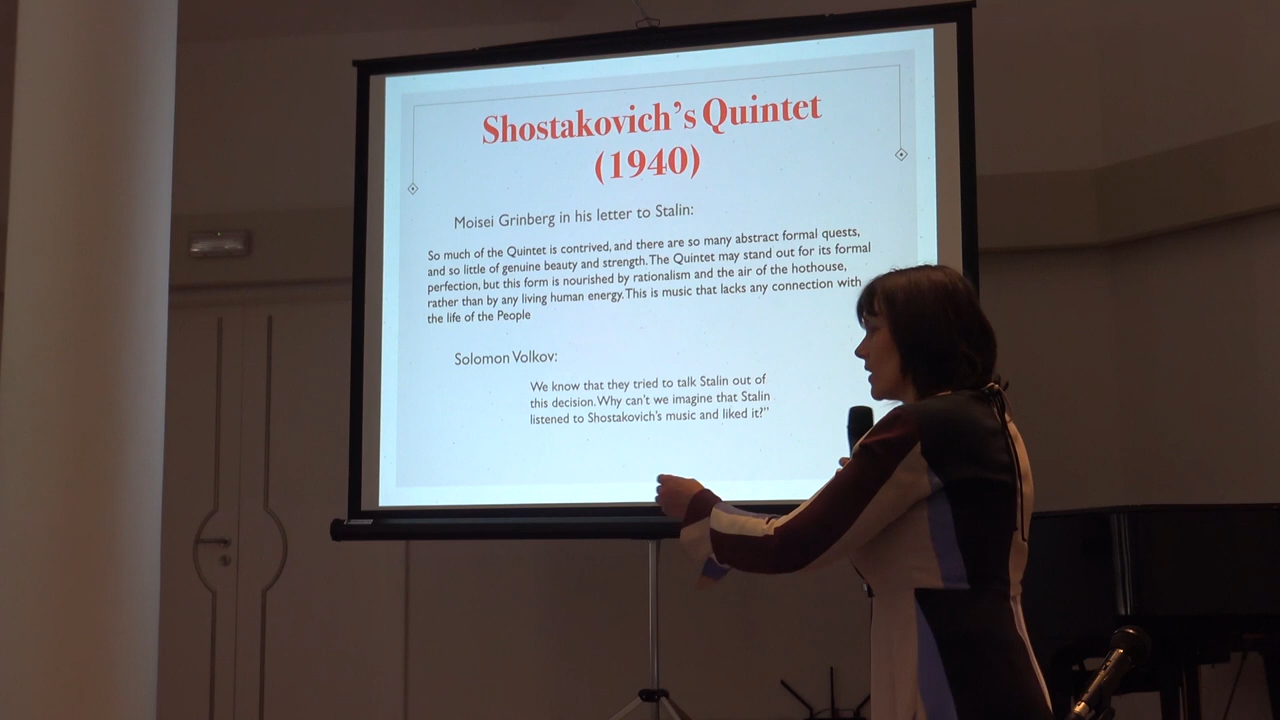 Shostakovich's Quintet
(1940)
Moisei Grinberg in his letter to Stalin:
So much of the Quintet is contrived, and there are so many abstract formal quests,
and so little of genuine beauty and strength. The Quintet may stand out for its formal
perfection, but this form is nourished by rationalism and the air of the hothouse,
rather than by any living human energy. This is music that lacks any connection with
the life of the People
Solomon Volkov:
We know that they tried to talk Stalin out of
this decision. Why can't we imagine that Stalin
listened to Shostakovich's music and liked it?"